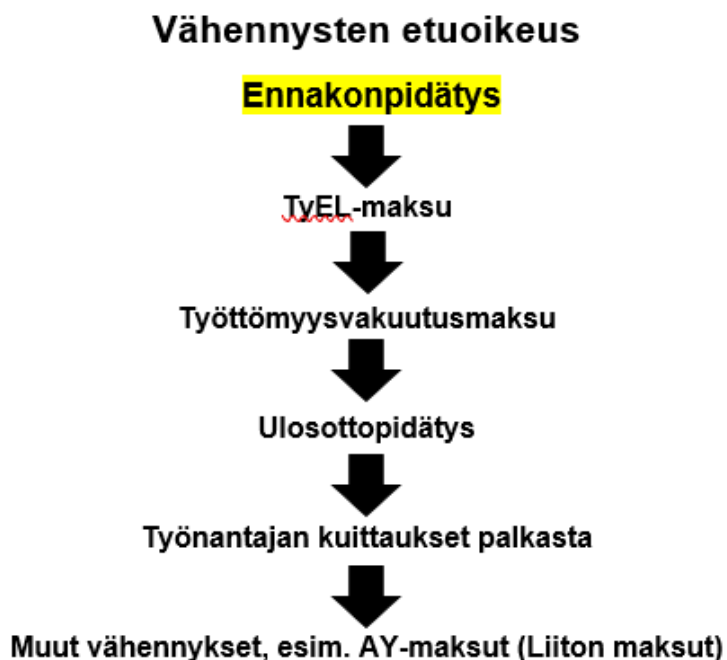 Vähennysten etuoikeus
Ennakonpidätys
TyEL-maksu
Työttömyysvakuutusmaksu
Ulosottopidätys
Työnantajan kuittaukset palkasta
Muut vähennykset, esim. AY-maksut (Liiton maksut)